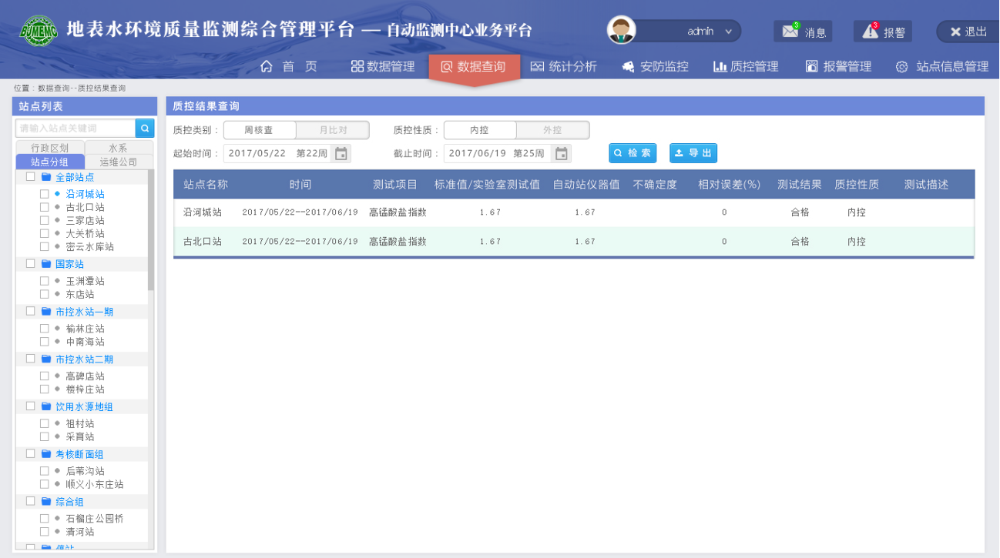 BJMEMC 地表水环境质量监测综合管理平台 — 自动监测中心业务平台 admin 3 消息 3 报警 退出
首 页 数据管理 数据查询 统计分析 安防监控 质控管理 报警管理 站点信息管理
位置：数据查询--质控结果查询
站点列表
请输入站点关键词
行政区划 水系
站点分组 运维公司
全部站点
沿河城站
古北口站
三家店站
大关桥站
密云水库站
国家站
玉渊潭站
东店站
市控水站一期
榆林庄站
中南海站
市控水站二期
高碑店站
楼梓庄站
饮用水源地组
祖村站
采育站
考核断面组
后苇沟站
顺义小东庄站
综合组
石榴庄公园桥
清河站
质控结果查询
质控类别： 周核查 月比对 质控性质： 内控 外控
起始时间： 2017/05/22 第22周 截止时间： 2017/06/19 第25周 检 索 导 出
站点名称 时间 测试项目 标准值/实验室测试值 自动站仪器值 不确定度 相对误差(%) 测试结果 质控性质 测试描述
沿河城站 2017/05/22--2017/06/19 高锰酸盐指数 1.67 1.67 0 合格 内控
古北口站 2017/05/22--2017/06/19 高锰酸盐指数 1.67 1.67 0 合格 内控